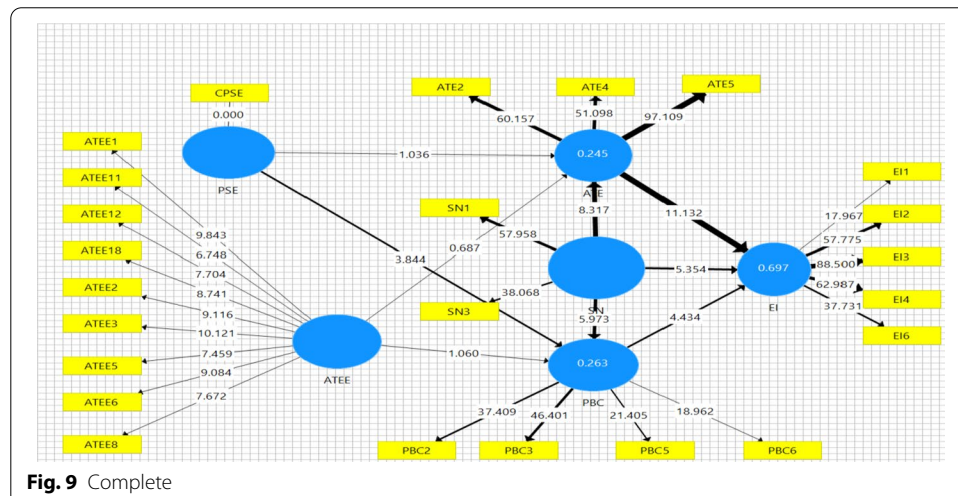 CPSE
0.000
PSE
ATEE1
ATEE11
ATEE12
ATEE18
ATEE2
ATEE3
ATEE5
ATEE6
ATEE8
9.843
6.748
7.704
8.741
9.116
10.121
7.459
9.084
7.672
ATEE
1.036
3.844
0.687
1.060
ATE2
ATE4
ATE5
60.157
51.098
97.109
0.245
ATE
SN1
57.958
8.317
11.132
SN3
38.068
SN
5.973
5.354
4.434
0.263
PBC
37.409
46.401
21.405
18.962
PBC2
PBC3
PBC5
PBC6
0.697
EI
17.967
57.775
88.500
62.987
37.731
EI1
EI2
EI3
EI4
EI6
Fig. 9 Complete